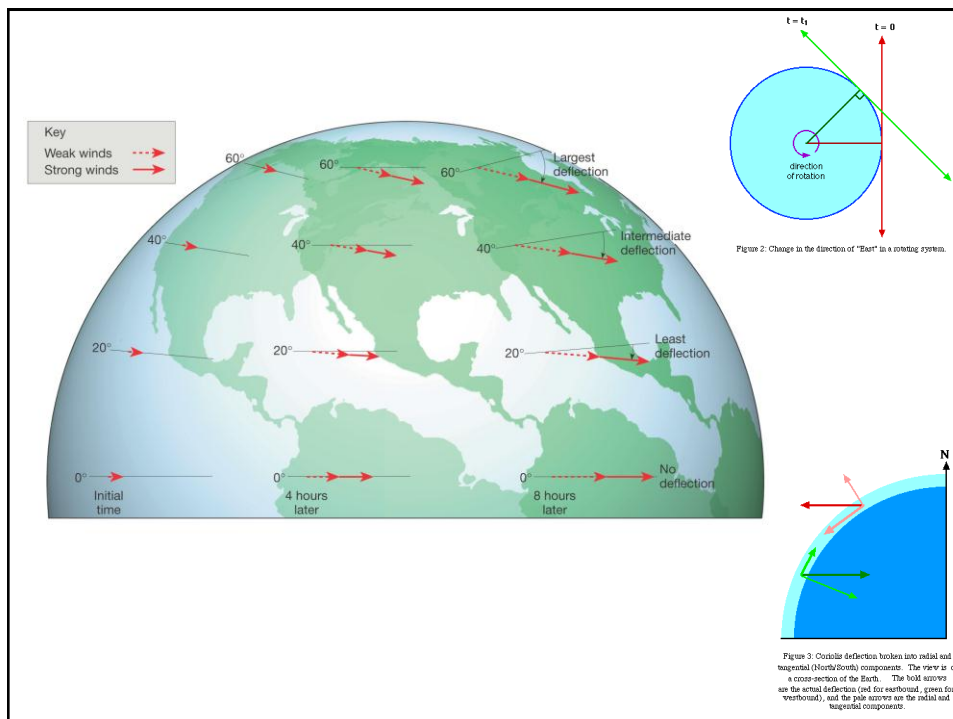 t = t1
t = 0
direction
of rotation
Figure 2: Change in the direction of "East" in a rotating system.
Key
Weak winds
Strong winds
60°
60°
60°
Largest
deflection
40°
40°
40°
Intermediate
deflection
20°
20°
20°
Least
deflection
0°
0°
0°
No
deflection
Initial
time
4 hours
later
8 hours
later
N
Figure 3: Coriolis deflection broken into radial and
tangential (North/South) components. The view is
a cross-section of the Earth. The bold arrows
are the actual deflection (red for eastbound, green for
westbound), and the pale arrows are the radial and
tangential components.